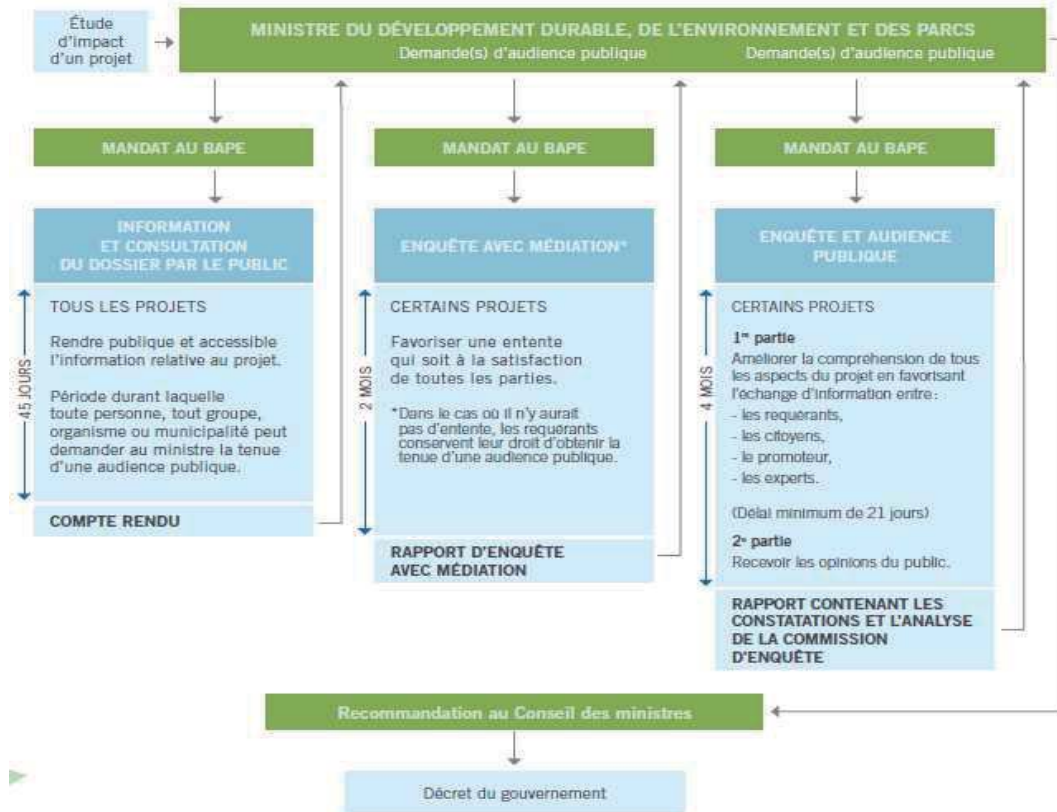 Étude
d'impact
d'un projet
MINISTRE DU DÉVELOPPEMENT DURABLE, DE L'ENVIRONNEMENT ET DES PARCS
Demande(s) d'audience publique
Demande(s) d'audience publique
MANDAT AU BAPE
MANDAT AU BAPE
MANDAT AU BAPE
INFORMATION
ET CONSULTATION
DU DOSSIER PAR LE PUBLIC
45 JOURS
TOUS LES PROJETS
Rendre publique et accessible
l'information relative au projet.
Période durant laquelle
toute personne, tout groupe,
organisme ou municipalité peut
demander au ministre la tenue
d'une audience publique.
COMPTE RENDU
ENQUÊTE AVEC MÉDIATION*
2 MOIS
CERTAINS PROJETS
Favoriser une entente
qui soit à la satisfaction
de toutes les parties.
*Dans le cas où il n'y aurait
pas d'entente, les requérants
conservent leur droit d'obtenir la
tenue d'une audience publique.
RAPPORT D'ENQUÊTE
AVEC MÉDIATION
ENQUÊTE ET AUDIENCE
PUBLIQUE
4 MOIS
CERTAINS PROJETS
1re partie
Améliorer la compréhension de tous
les aspects du projet en favorisant
l'échange d'information entre :
- les requérants,
- les citoyens,
- le promoteur,
- les experts.
(Délai minimum de 21 jours)
2e partie
Recevoir les opinions du public.
RAPPORT CONTENANT LES
CONSTATATIONS ET L'ANALYSE
DE LA COMMISSION
D'ENQUÊTE
Recommandation au Conseil des ministres
Décret du gouvernement